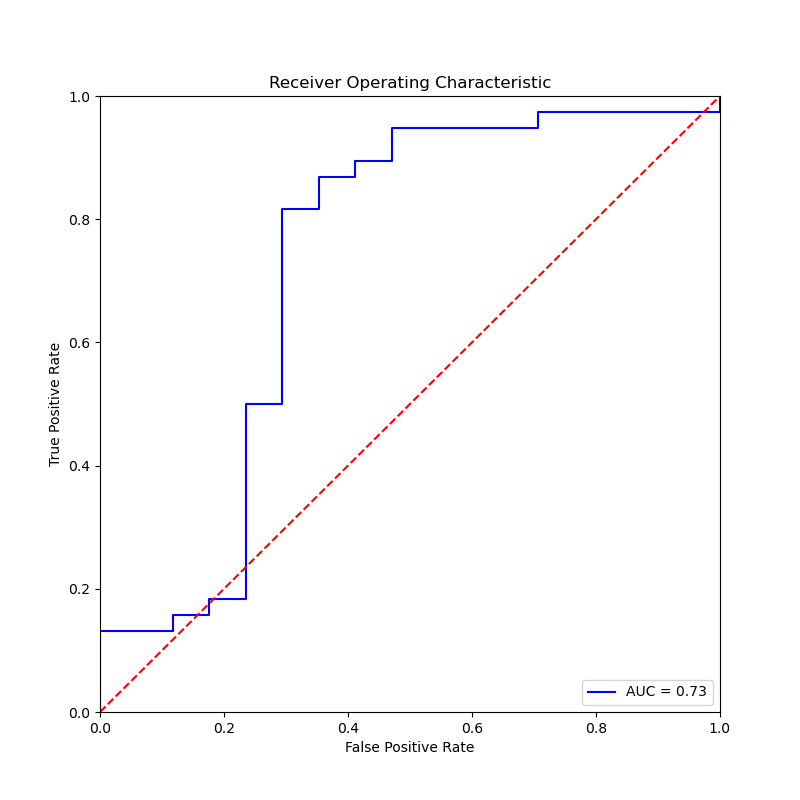 Receiver Operating Characteristic
1.0
0.8
0.6
0.4
0.2
0.0
True Positive Rate
AUC = 0.73
0.0 0.2 0.4 0.6 0.8 1.0
False Positive Rate